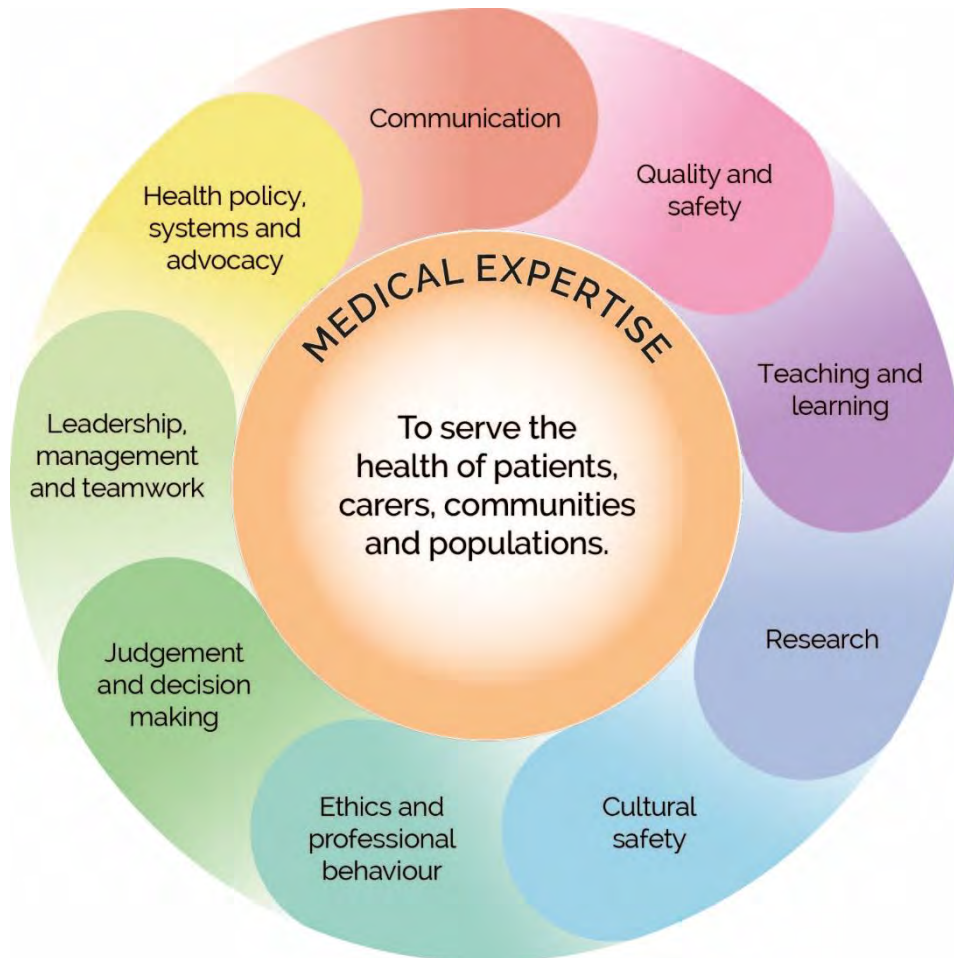 Communication
Quality and
safety
Teaching and
learning
Research
Cultural
safety
Ethics and
professional
behaviour
Judgement
and decision
making
Leadership,
management
and teamwork
Health policy,
systems and
advocacy
MEDICAL EXPERTISE
To serve the
health of patients,
carers, communities
and populations.